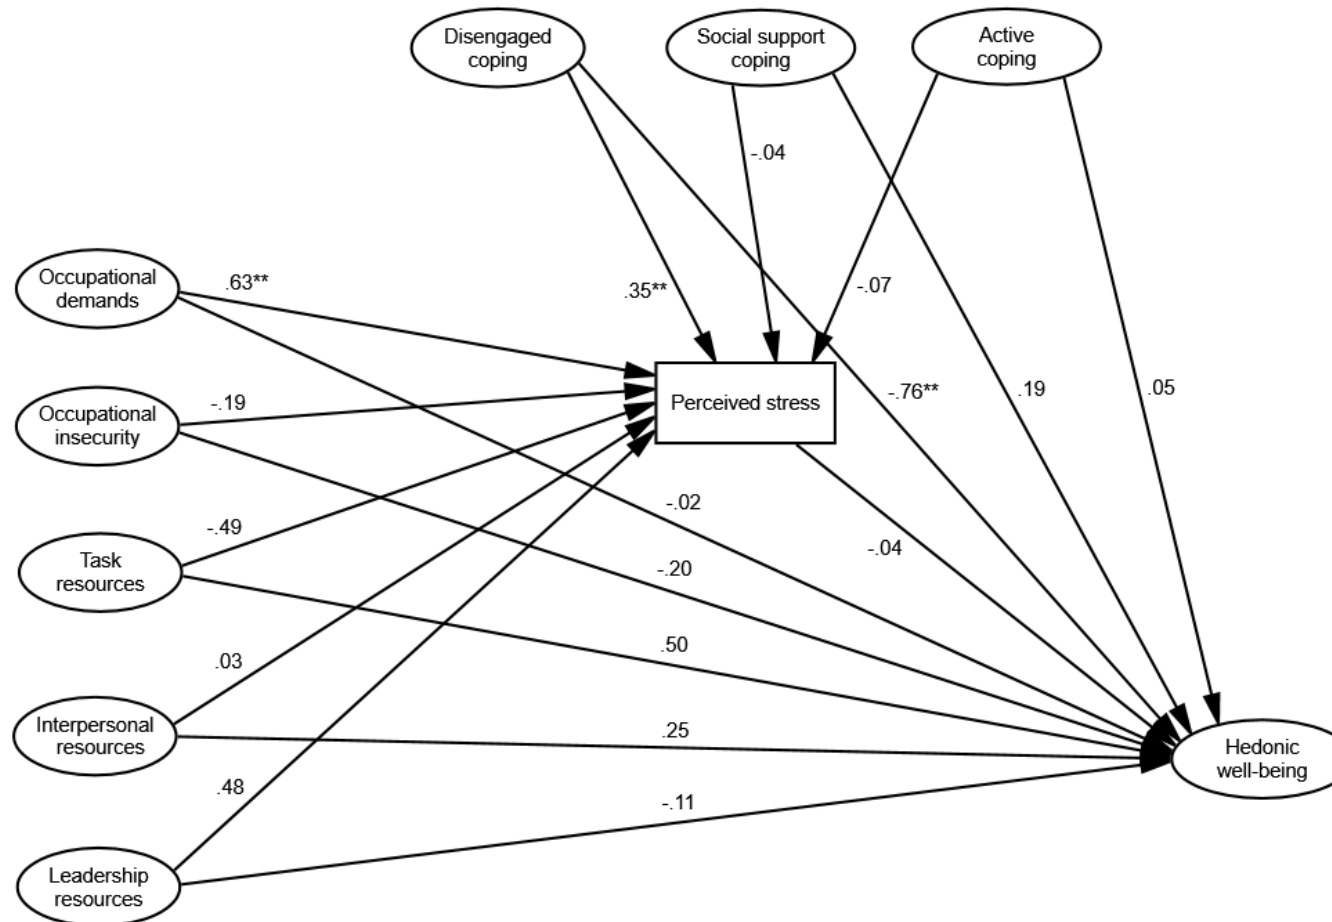 Disengaged
coping
Social support
coping
Active
coping
-.04
Occupational
demands
.63**
.35**
-.07
Occupational
insecurity
-.19
Perceived stress
-.76**
.19
.05
Task
resources
-.49
-.02
-.04
-.20
.50
Interpersonal
resources
.03
.25
Hedonic
well-being
Leadership
resources
.48
-.11